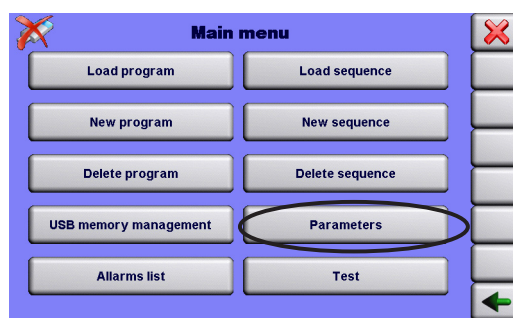 Main menu
Load program
Load sequence
New program
New sequence
Delete program
Delete sequence
USB memory management
Parameters
Allarms list
Test